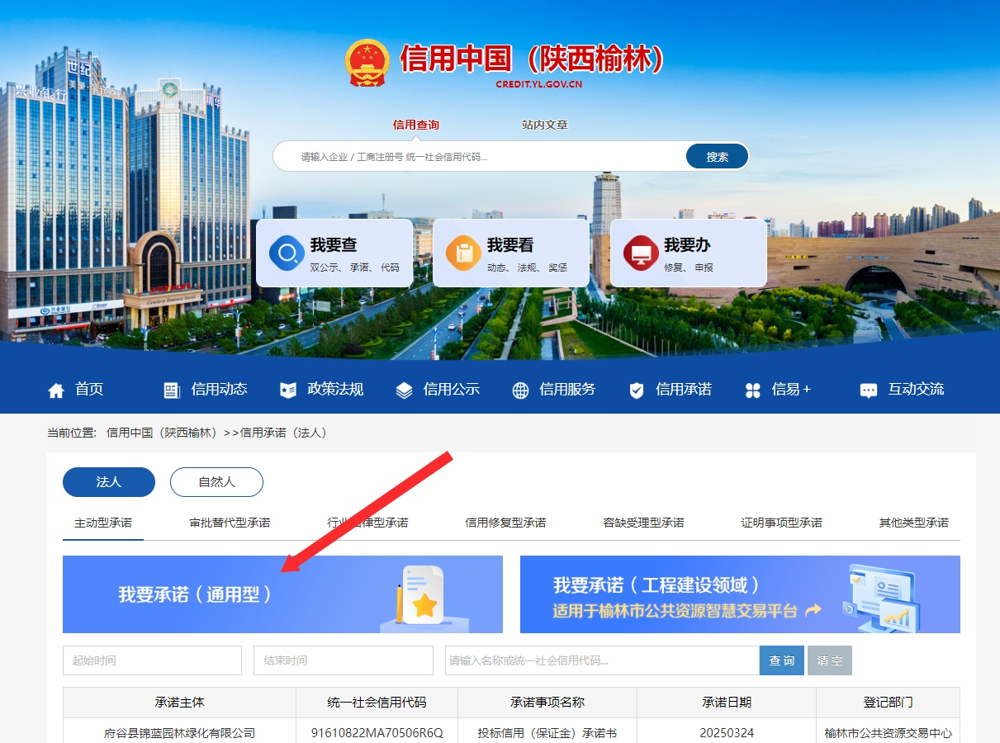 信用中国（陕西榆林）
CREDIT.YL.GOV.CN
世纪
兴业银行
精华
信用查询
站内文章
请输入企业 / 工商注册号 统一社会信用代码...
搜索
我要查
双公示、 承诺、 代码
我要看
动态、 法规、 奖惩
我要办
修复、 申报
兴业银行
首页
信用动态
政策法规
信用公示
信用服务
信用承诺
信易+
互动交流
当前位置: 信用中国（陕西榆林）>>信用承诺（法人）
法人
自然人
主动型承诺
审批替代型承诺
行业自律型承诺
信用修复型承诺
容缺受理型承诺
证明事项型承诺
其他类型承诺
我要承诺（通用型）
我要承诺（工程建设领域）
适用于榆林市公共资源智慧交易平台
起始时间
结束时间
请输入名称或统一社会信用代码...
查 询
清 空
承诺主体 统一社会信用代码 承诺事项名称 承诺日期 登记部门
府谷县锦蓝园林绿化有限公司 91610822MA70506R6Q 投标信用（保证金）承诺书 20250324 榆林市公共资源交易中心